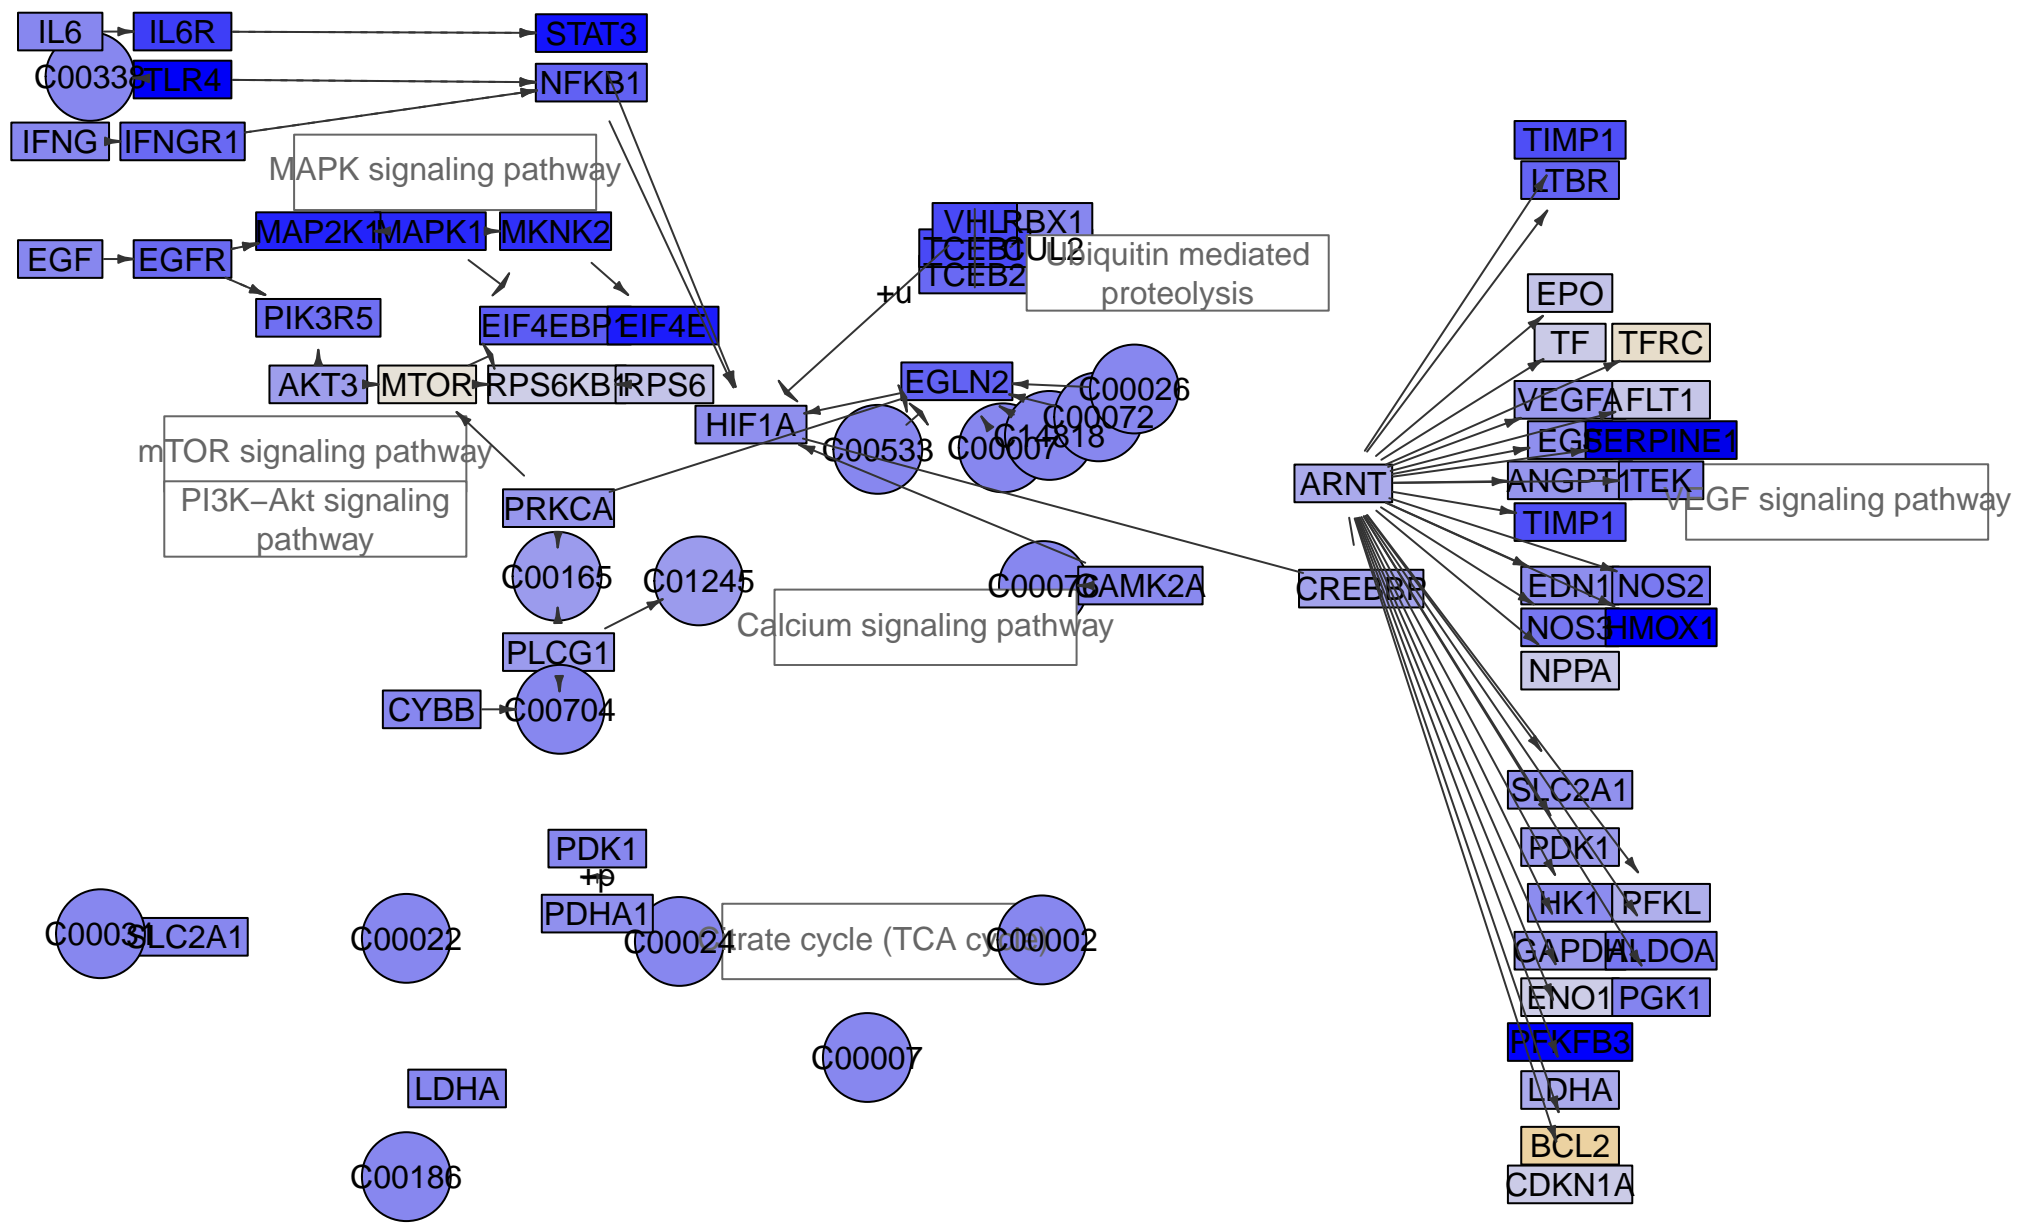 IL6
IL6R
STAT3
C00338
TLR4
NFKB1
IFNG
IFNGR1
TIMP1
MAPK signaling pathway
LTBR
MAP2K1
MAPK1
MKNK2
VHL
RBX1
EGF
EGFR
TCEB1
CUL2
Ubiquitin mediated
proteolysis
TCEB2
+u
EPO
PIK3R5
EIF4EBP1
EIF4E
TF
TFRC
AKT3
MTOR
RPS6KB1
RPS6
EGLN2
C00026
VEGFA
FLT1
HIF1A
C00072
C14818
C00007
C00533
EGF
SERPINE1
mTOR signaling pathway
ARNT
ANGPT1
TEK
PI3K–Akt signaling
pathway
PRKCA
TIMP1
VEGF signaling pathway
C00165
C01245
C00076
CAMK2A
CREBBP
EDN1
NOS2
Calcium signaling pathway
NOS3
HMOX1
PLCG1
NPPA
CYBB
C00704
SLC2A1
PDK1
PDK1
+p
HK1
PFKL
PDHA1
C00031
SLC2A1
C00022
C00024
Citrate cycle (TCA cycle)
C00002
GAPDH
ALDOA
ENO1
PGK1
PFKFB3
C00007
LDHA
LDHA
BCL2
C00186
CDKN1A